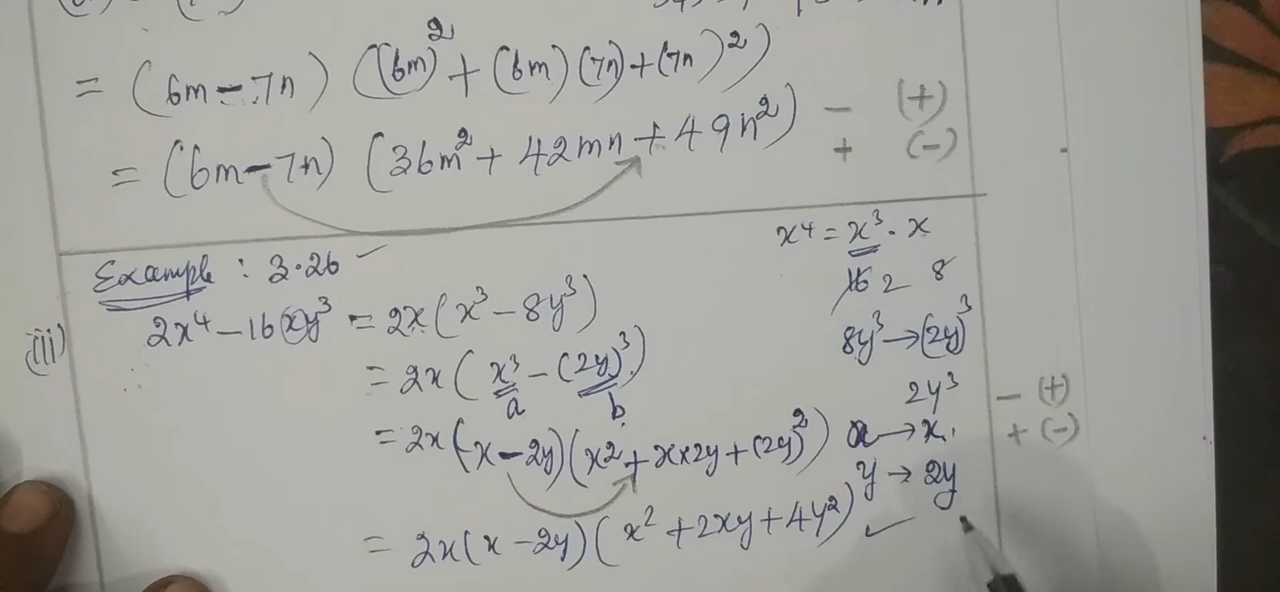 = (6m - 7n) ((6m)² + (6m) (7n) + (7n)²)
= (6m - 7n) (36m² + 42mn + 49n²)
- (+)
+ (-)
Example : 3.26
x⁴ = x³ . x
16 2 8
(iii) 2x⁴ - 16xy³ = 2x (x³ - 8y³)
8y³ → (2y)³
= 2x (x³ - (2y)³)
a b
2y³
- (+)
+ (-)
= 2x (x - 2y) (x² + x×2y + (2y)²)
a → x
y → 2y
= 2x (x - 2y) (x² + 2xy + 4y²)